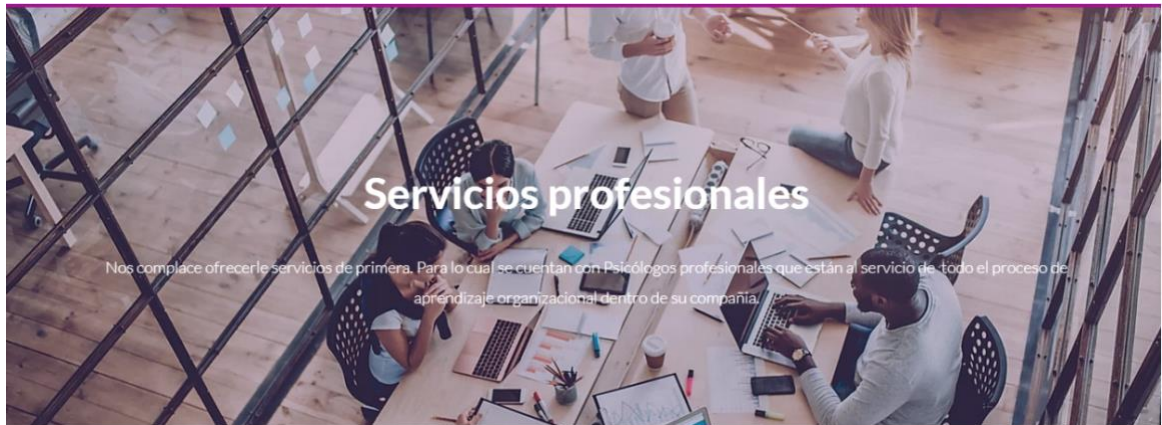 Servicios profesionales
Nos complace ofrecerle servicios de primera. Para lo cual se cuentan con Psicólogos profesionales que están al servicio de todo el proceso de
aprendizaje organizacional dentro de su compañia.